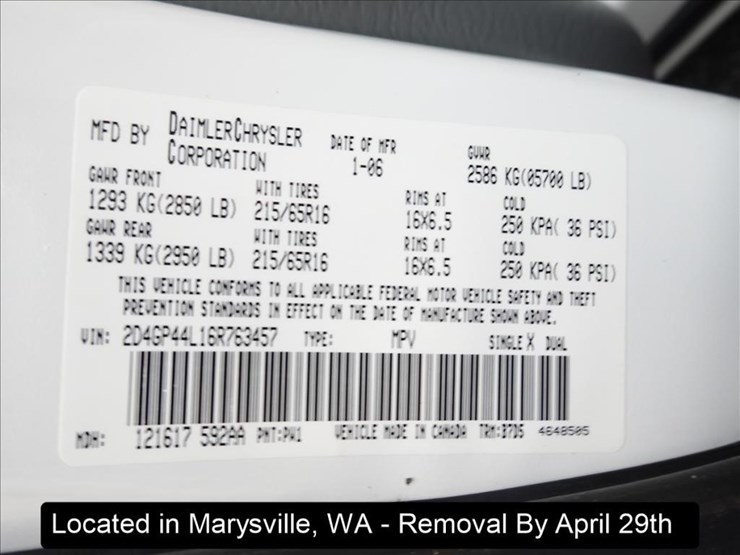 MFD BY DAIMLERCHRYSLER CORPORATION DATE OF MFR 1-06 GVWR 2586 KG(05700 LB)
GAWR FRONT WITH TIRES RIMS AT COLD
1293 KG(2850 LB) 215/65R16 16X6.5 250 KPA( 36 PSI)
GAWR REAR WITH TIRES RIMS AT COLD
1339 KG(2950 LB) 215/65R16 16X6.5 250 KPA( 36 PSI)
THIS VEHICLE CONFORMS TO ALL APPLICABLE FEDERAL MOTOR VEHICLE SAFETY AND THEFT
PREVENTION STANDARDS IN EFFECT ON THE DATE OF MANUFACTURE SHOWN ABOVE.
VIN: 2D4GP44L16R763457 TYPE: MPV SINGLE X DUAL
MDH: 121617 592AA PNT:PW1 VEHICLE MADE IN CANADA TRM:B7D5 4648505
Located in Marysville, WA - Removal By April 29th